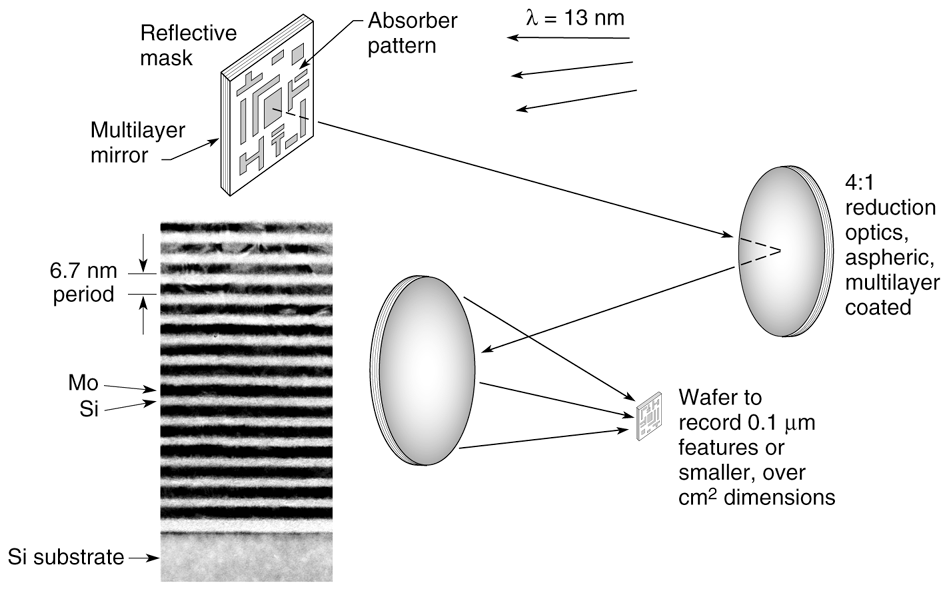 Reflective
mask
Absorber
pattern
λ = 13 nm
Multilayer
mirror
4:1
reduction
optics,
aspheric,
multilayer
coated
6.7 nm
period
Mo
Si
Wafer to
record 0.1 μm
features or
smaller, over
cm² dimensions
Si substrate